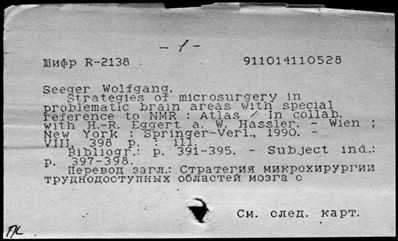 - 1 -
Шифр R-2138 911014110528
Seeger Wolfgang.
Strategies of microsurgery in
problematic brain areas with special
reference to NMR : Atlas / In collab.
with H.-R. Eggert a. W. Hassler. - Wien ;
New York : Springer-Verl., 1990. -
VIII, 398 p. : ill.
Bibliogr.: p. 391-395. - Subject ind.:
p. 397-398.
Перевод загл.: Стратегия микрохирургии
труднодоступных областей мозга с
См. след. карт.